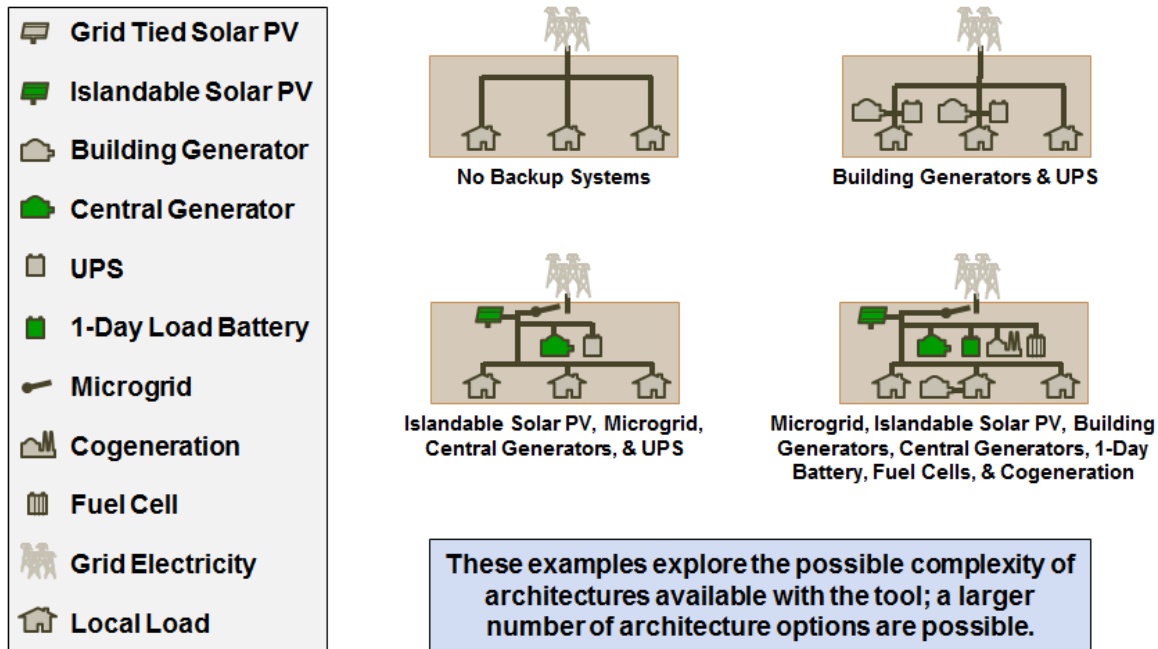 Grid Tied Solar PV
Islandable Solar PV
Building Generator
Central Generator
UPS
1-Day Load Battery
Microgrid
Cogeneration
Fuel Cell
Grid Electricity
Local Load
No Backup Systems
Building Generators & UPS
Islandable Solar PV, Microgrid,
Central Generators, & UPS
Microgrid, Islandable Solar PV, Building
Generators, Central Generators, 1-Day
Battery, Fuel Cells, & Cogeneration
These examples explore the possible complexity of
architectures available with the tool; a larger
number of architecture options are possible.